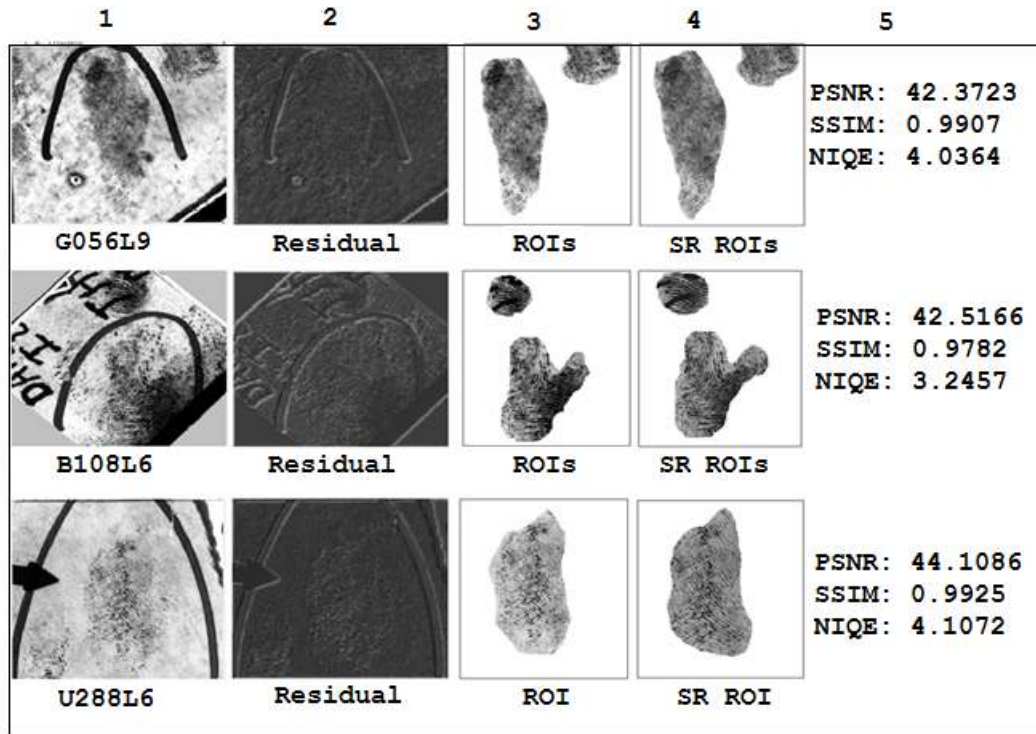 1 2 3 4 5
PSNR: 42.3723
SSIM: 0.9907
NIQE: 4.0364
G056L9 Residual ROIs SR ROIs
PSNR: 42.5166
SSIM: 0.9782
NIQE: 3.2457
B108L6 Residual ROIs SR ROIs
PSNR: 44.1086
SSIM: 0.9925
NIQE: 4.1072
U288L6 Residual ROI SR ROI